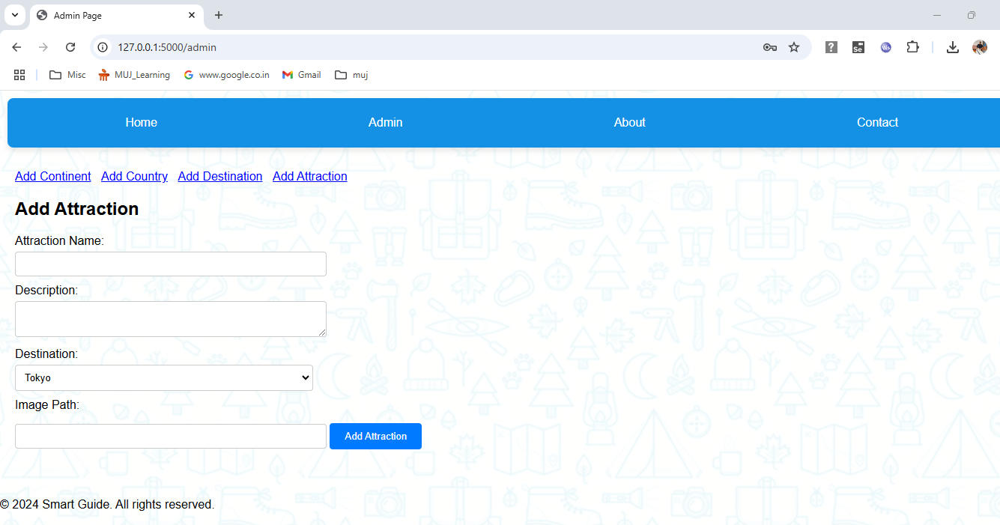 Admin Page
127.0.0.1:5000/admin
? Se Ws
Misc MUJ_Learning G www.google.co.in Gmail muj
Home Admin About Contact
Add Continent Add Country Add Destination Add Attraction
Add Attraction
Attraction Name:
Description:
Destination:
Tokyo
Image Path:
Add Attraction
© 2024 Smart Guide. All rights reserved.